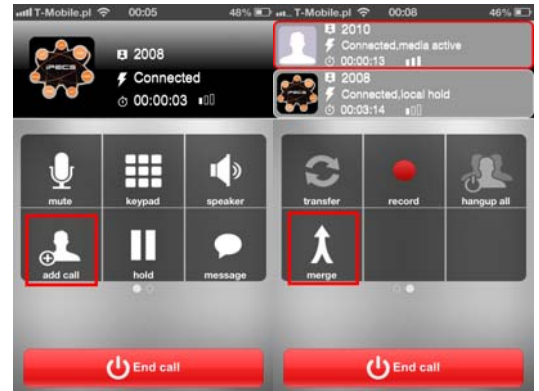 T-Mobile.pl 00:05 48%
iPECS
2008
Connected
00:00:03
mute keypad speaker
add call hold message
End call
T-Mobile.pl 00:08 46%
2010
Connected,media active
00:00:13
iPECS
2008
Connected,local hold
00:03:14
transfer record hangup all
merge
End call